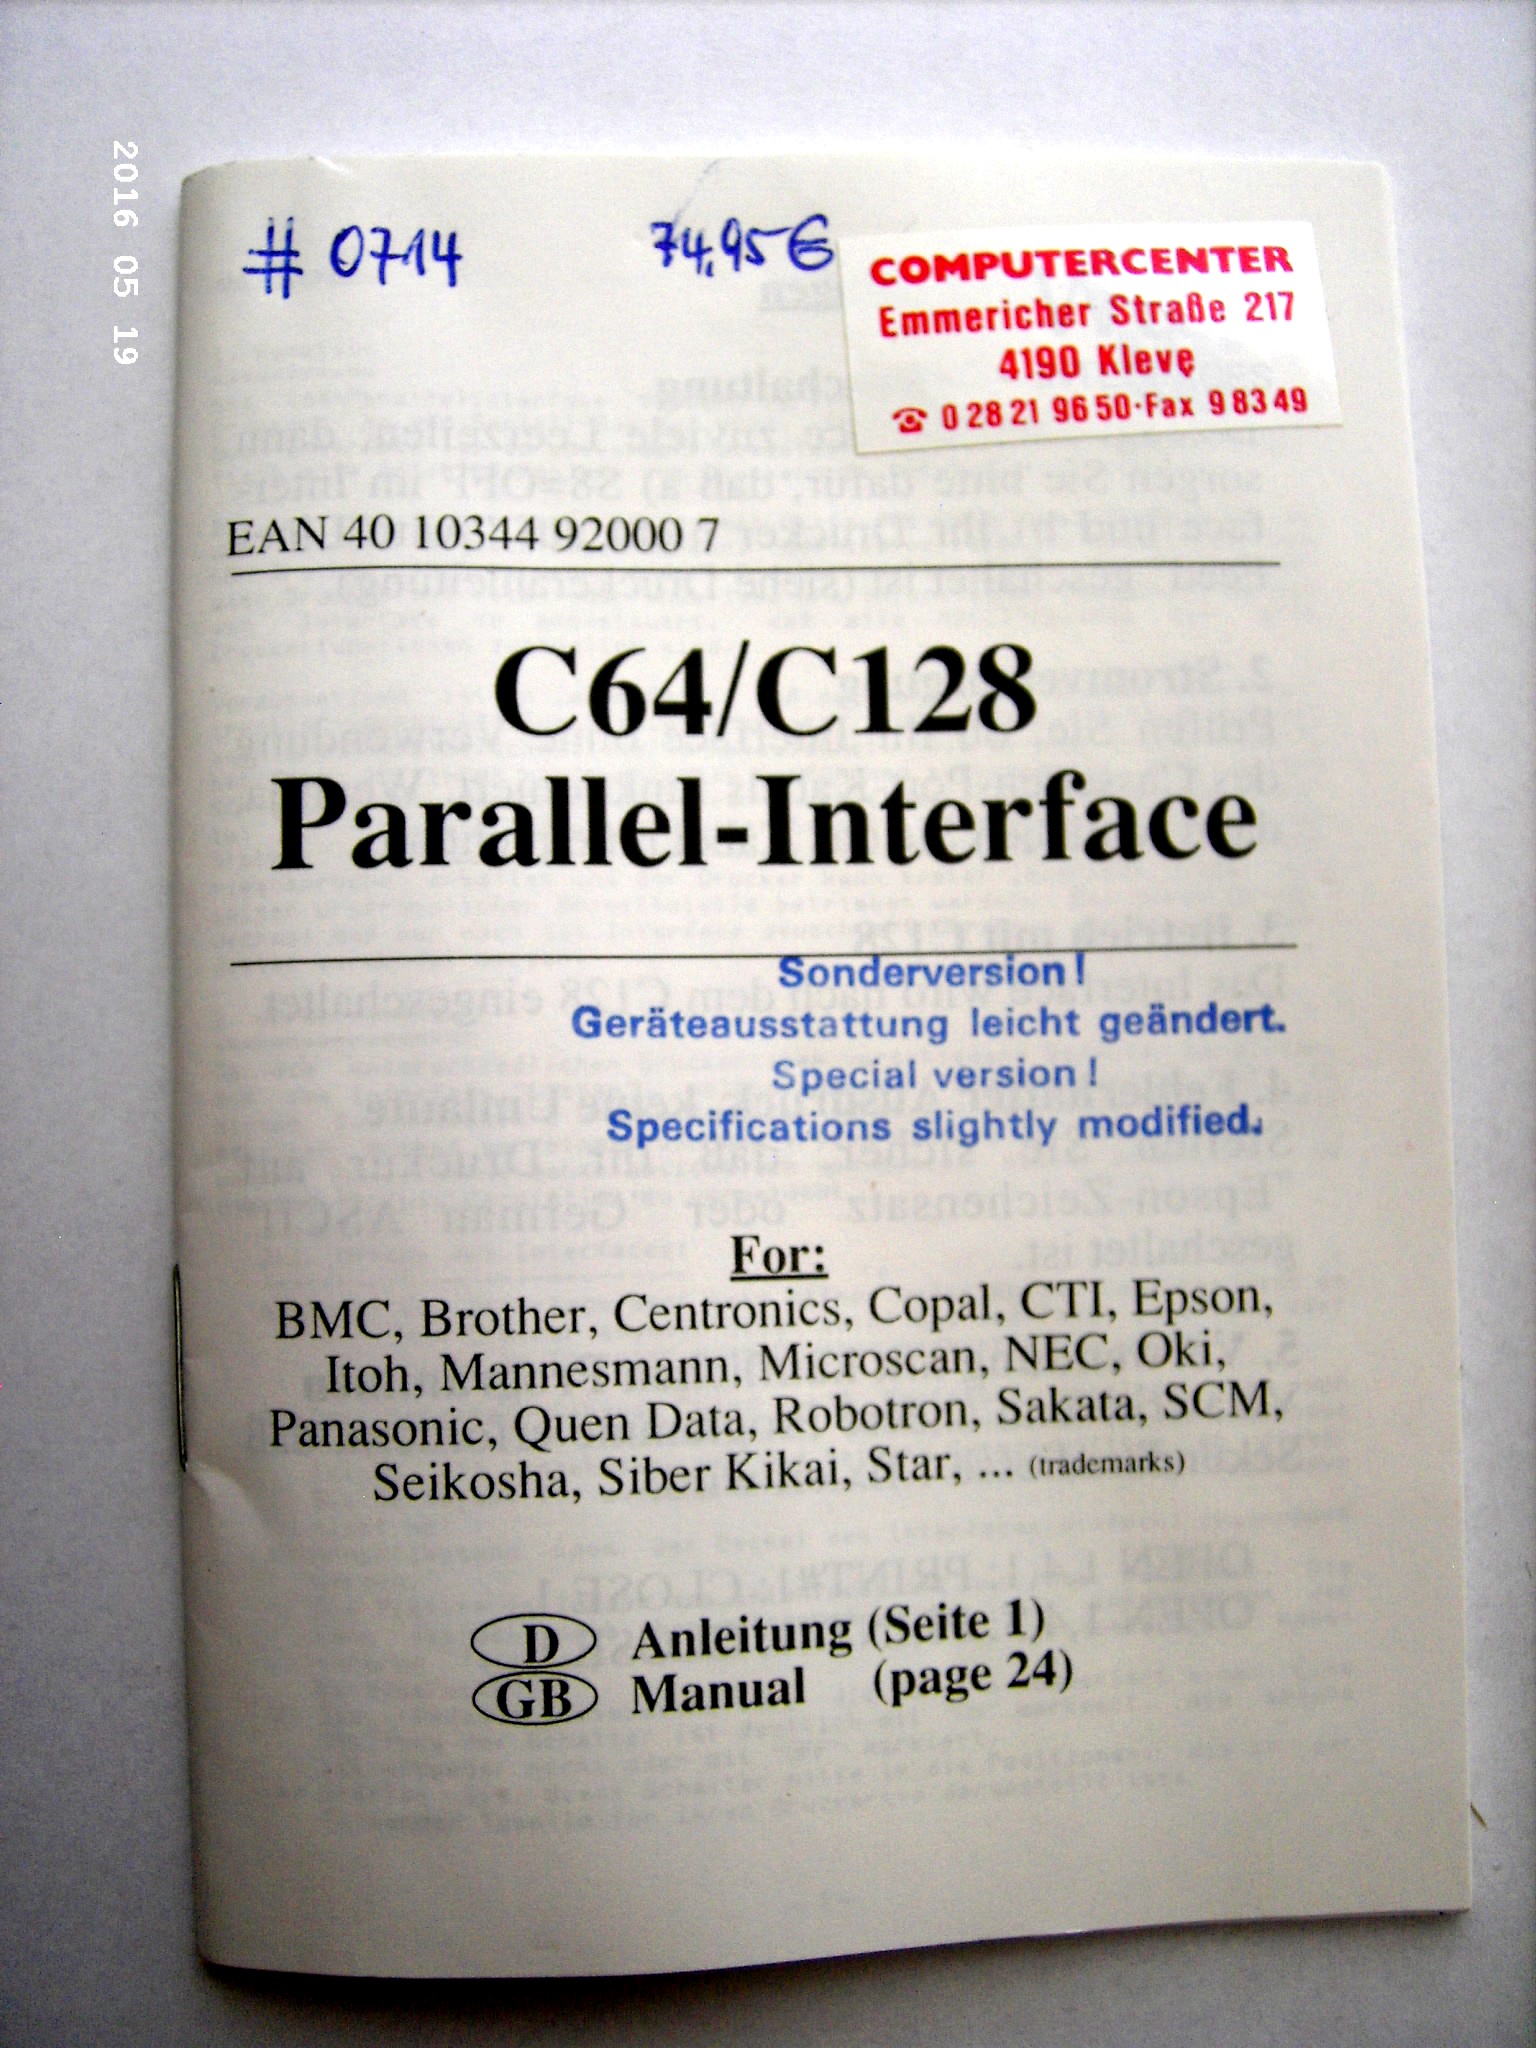 2016 05 19
# 0714 74,95€
COMPUTERCENTER
Emmericher Straße 217
4190 Kleve
☎ 0 28 21 96 50·Fax 9 83 49
EAN 40 10344 92000 7
C64/C128
Parallel-Interface
Sonderversion!
Geräteausstattung leicht geändert.
Special version!
Specifications slightly modified.
For:
BMC, Brother, Centronics, Copal, CTI, Epson,
Itoh, Mannesmann, Microscan, NEC, Oki,
Panasonic, Quen Data, Robotron, Sakata, SCM,
Seikosha, Siber Kikai, Star, ... (trademarks)
D Anleitung (Seite 1)
GB Manual (page 24)